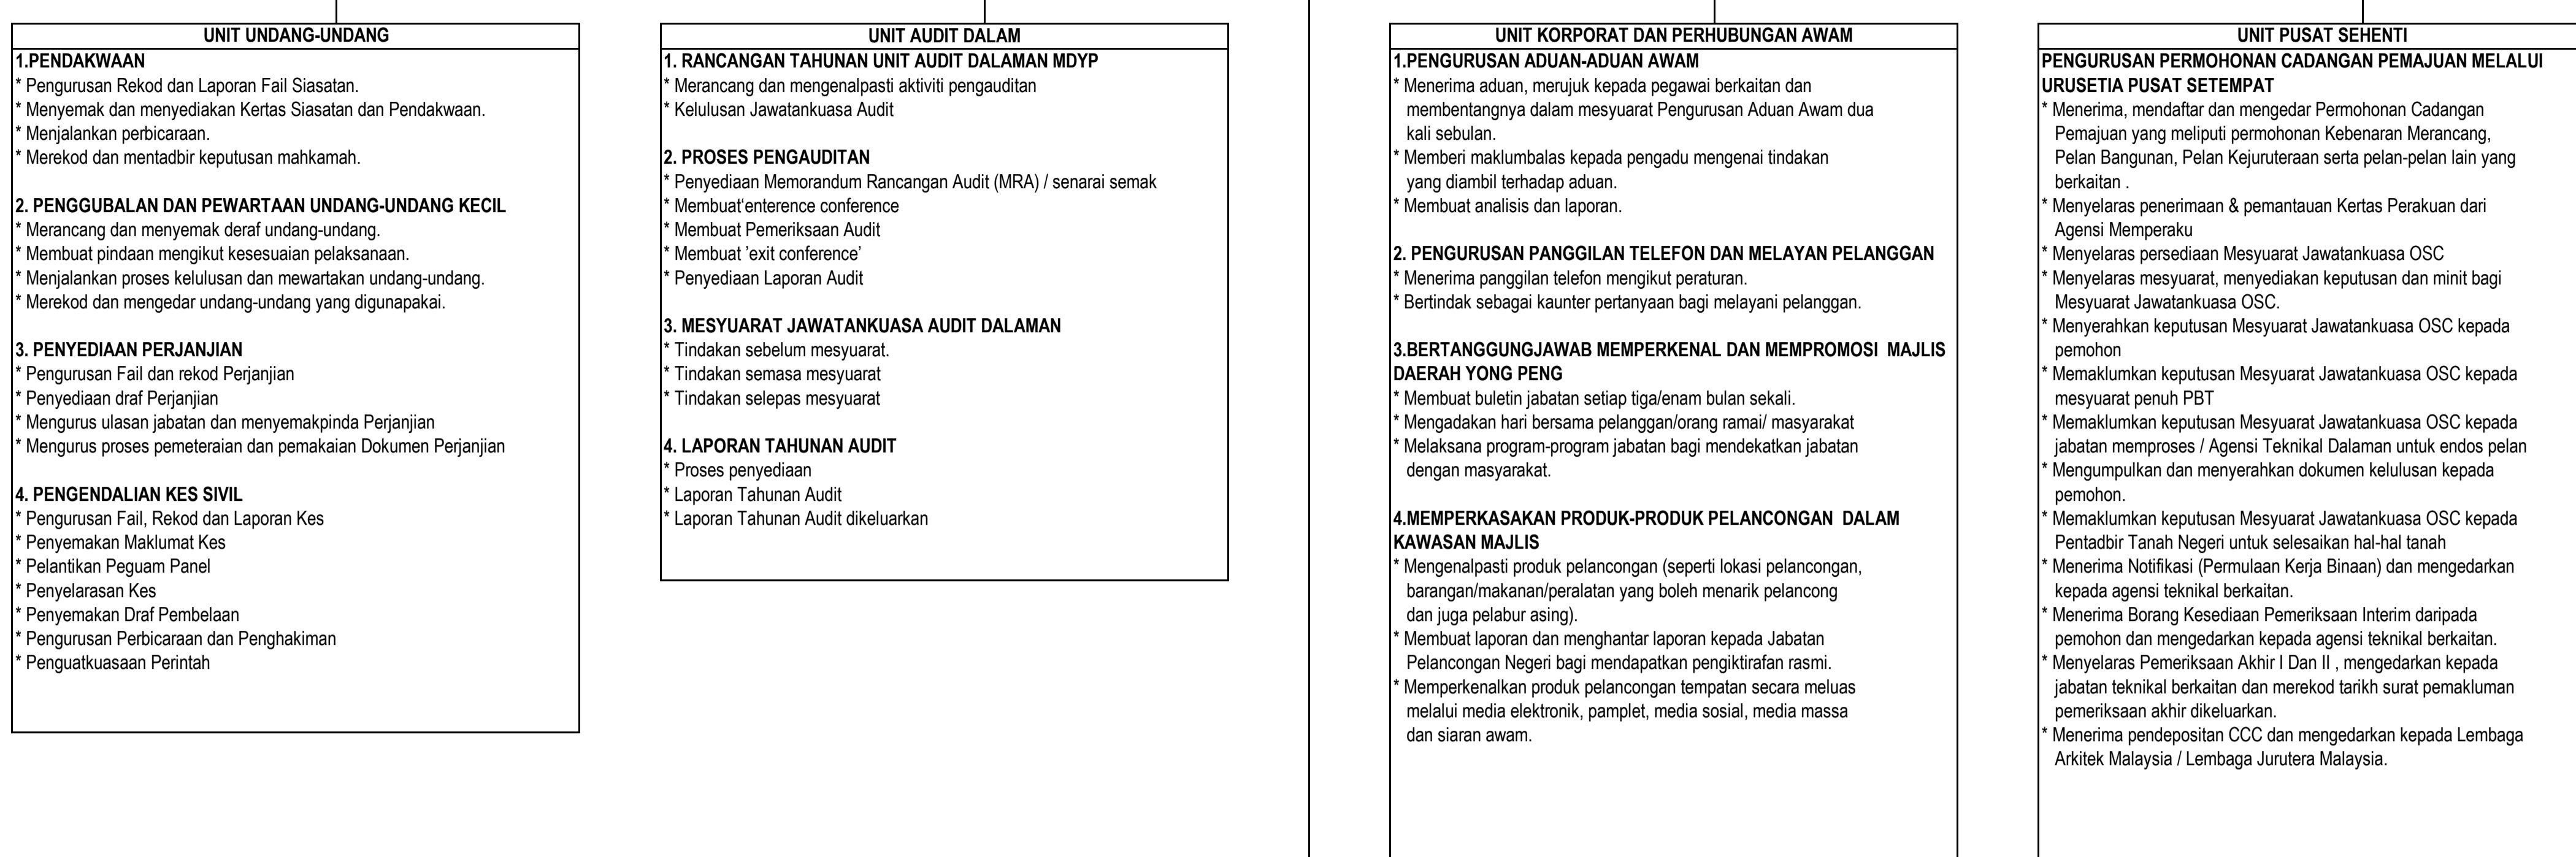 UNIT UNDANG-UNDANG
1.PENDAKWAAN
* Pengurusan Rekod dan Laporan Fail Siasatan.
* Menyemak dan menyediakan Kertas Siasatan dan Pendakwaan.
* Menjalankan perbicaraan.
* Merekod dan mentadbir keputusan mahkamah.
2. PENGGUBALAN DAN PEWARTAAN UNDANG-UNDANG KECIL
* Merancang dan menyemak deraf undang-undang.
* Membuat pindaan mengikut kesesuaian pelaksanaan.
* Menjalankan proses kelulusan dan mewartakan undang-undang.
* Merekod dan mengedar undang-undang yang digunapakai.
3. PENYEDIAAN PERJANJIAN
* Pengurusan Fail dan rekod Perjanjian
* Penyediaan draf Perjanjian
* Mengurus ulasan jabatan dan menyemakpinda Perjanjian
* Mengurus proses pemeteraian dan pemakaian Dokumen Perjanjian
4. PENGENDALIAN KES SIVIL
* Pengurusan Fail, Rekod dan Laporan Kes
* Penyemakan Maklumat Kes
* Pelantikan Peguam Panel
* Penyelarasan Kes
* Penyemakan Draf Pembelaan
* Pengurusan Perbicaraan dan Penghakiman
* Penguatkuasaan Perintah
UNIT AUDIT DALAM
1. RANCANGAN TAHUNAN UNIT AUDIT DALAMAN MDYP
* Merancang dan mengenalpasti aktiviti pengauditan
* Kelulusan Jawatankuasa Audit
2. PROSES PENGAUDITAN
* Penyediaan Memorandum Rancangan Audit (MRA) / senarai semak
* Membuat‘enterence conference
* Membuat Pemeriksaan Audit
* Membuat ’exit conference’
* Penyediaan Laporan Audit
3. MESYUARAT JAWATANKUASA AUDIT DALAMAN
* Tindakan sebelum mesyuarat.
* Tindakan semasa mesyuarat
* Tindakan selepas mesyuarat
4. LAPORAN TAHUNAN AUDIT
* Proses penyediaan
* Laporan Tahunan Audit
* Laporan Tahunan Audit dikeluarkan
UNIT KORPORAT DAN PERHUBUNGAN AWAM
1.PENGURUSAN ADUAN-ADUAN AWAM
* Menerima aduan, merujuk kepada pegawai berkaitan dan
membentangnya dalam mesyuarat Pengurusan Aduan Awam dua
kali sebulan.
* Memberi maklumbalas kepada pengadu mengenai tindakan
yang diambil terhadap aduan.
* Membuat analisis dan laporan.
2. PENGURUSAN PANGGILAN TELEFON DAN MELAYAN PELANGGAN
* Menerima panggilan telefon mengikut peraturan.
* Bertindak sebagai kaunter pertanyaan bagi melayani pelanggan.
3.BERTANGGUNGJAWAB MEMPERKENAL DAN MEMPROMOSI MAJLIS
DAERAH YONG PENG
* Membuat buletin jabatan setiap tiga/enam bulan sekali.
* Mengadakan hari bersama pelanggan/orang ramai/ masyarakat
* Melaksana program-program jabatan bagi mendekatkan jabatan
dengan masyarakat.
4.MEMPERKASAKAN PRODUK-PRODUK PELANCONGAN DALAM
KAWASAN MAJLIS
* Mengenalpasti produk pelancongan (seperti lokasi pelancongan,
barangan/makanan/peralatan yang boleh menarik pelancong
dan juga pelabur asing).
* Membuat laporan dan menghantar laporan kepada Jabatan
Pelancongan Negeri bagi mendapatkan pengiktirafan rasmi.
* Memperkenalkan produk pelancongan tempatan secara meluas
melalui media elektronik, pamplet, media sosial, media massa
dan siaran awam.
UNIT PUSAT SEHENTI
PENGURUSAN PERMOHONAN CADANGAN PEMAJUAN MELALUI
URUSETIA PUSAT SETEMPAT
* Menerima, mendaftar dan mengedar Permohonan Cadangan
Pemajuan yang meliputi permohonan Kebenaran Merancang,
Pelan Bangunan, Pelan Kejuruteraan serta pelan-pelan lain yang
berkaitan .
* Menyelaras penerimaan & pemantauan Kertas Perakuan dari
Agensi Memperaku
* Menyelaras persediaan Mesyuarat Jawatankuasa OSC
* Menyelaras mesyuarat, menyediakan keputusan dan minit bagi
Mesyuarat Jawatankuasa OSC.
* Menyerahkan keputusan Mesyuarat Jawatankuasa OSC kepada
pemohon
* Memaklumkan keputusan Mesyuarat Jawatankuasa OSC kepada
mesyuarat penuh PBT
* Memaklumkan keputusan Mesyuarat Jawatankuasa OSC kepada
jabatan memproses / Agensi Teknikal Dalaman untuk endos pelan
* Mengumpulkan dan menyerahkan dokumen kelulusan kepada
pemohon.
* Memaklumkan keputusan Mesyuarat Jawatankuasa OSC kepada
Pentadbir Tanah Negeri untuk selesaikan hal-hal tanah
* Menerima Notifikasi (Permulaan Kerja Binaan) dan mengedarkan
kepada agensi teknikal berkaitan.
* Menerima Borang Kesediaan Pemeriksaan Interim daripada
pemohon dan mengedarkan kepada agensi teknikal berkaitan.
* Menyelaras Pemeriksaan Akhir I Dan II , mengedarkan kepada
jabatan teknikal berkaitan dan merekod tarikh surat pemakluman
pemeriksaan akhir dikeluarkan.
* Menerima pendepositan CCC dan mengedarkan kepada Lembaga
Arkitek Malaysia / Lembaga Jurutera Malaysia.